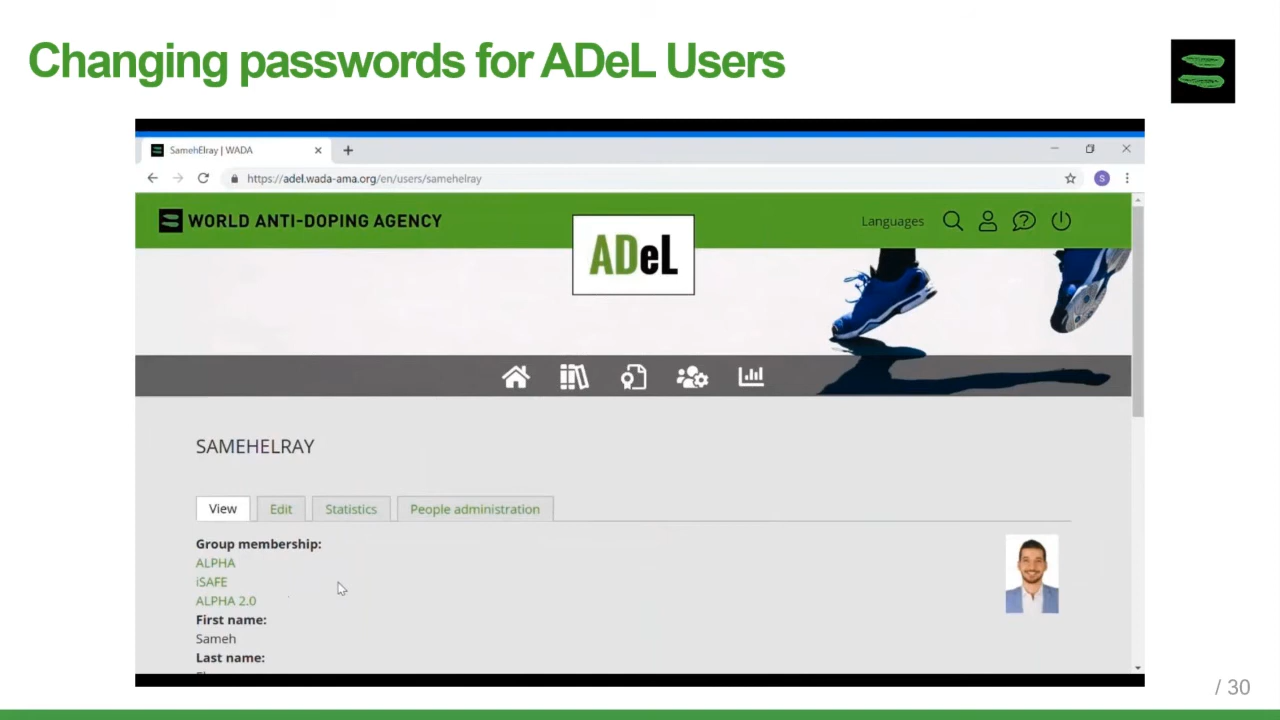 Changing passwords for ADeL Users
SamehElray | WADA
https://adel.wada-ama.org/en/users/samehelray
WORLD ANTI-DOPING AGENCY
ADeL
Languages
SAMEHELRAY
View Edit Statistics People administration
Group membership:
ALPHA
iSAFE
ALPHA 2.0
First name:
Sameh
Last name:
/ 30